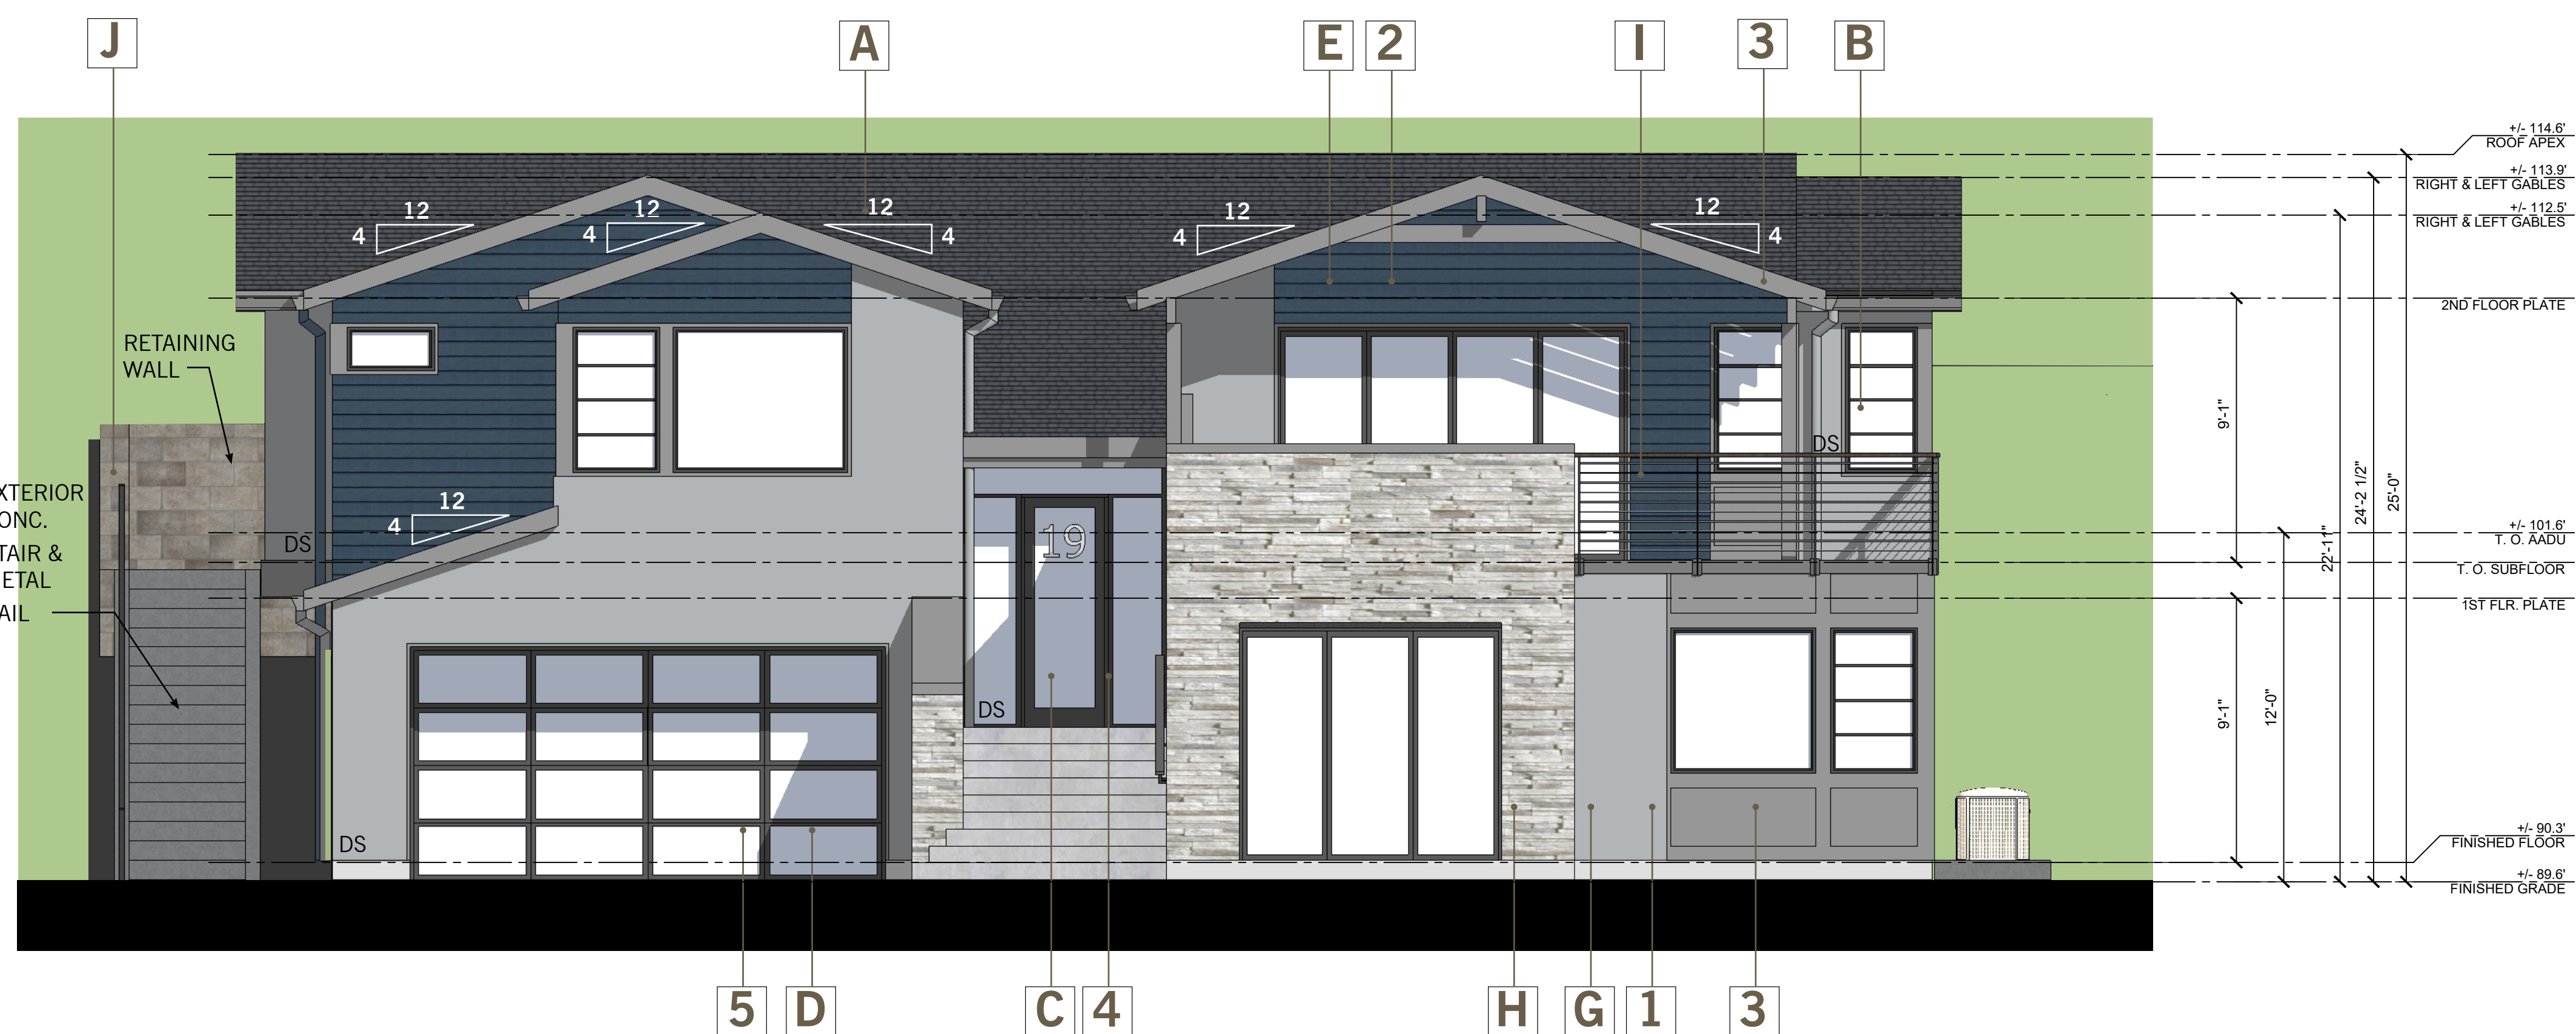 J
A
E
2
I
3
B
+/- 114.6'
ROOF APEX
+/- 113.9'
RIGHT & LEFT GABLES
+/- 112.5'
RIGHT & LEFT GABLES
12
4
12
4
12
4
12
4
12
4
2ND FLOOR PLATE
RETAINING
WALL
9'-1"
24'-2 1/2"
25'-0"
22'-11"
DS
XTERIOR
ONC.
TAIR &
ETAL
AIL
12
4
DS
19
+/- 101.6'
T. O. AADU
T. O. SUBFLOOR
1ST FLR. PLATE
9'-1"
12'-0"
DS
DS
+/- 90.3'
FINISHED FLOOR
+/- 89.6'
FINISHED GRADE
5
D
C
4
H
G
1
3